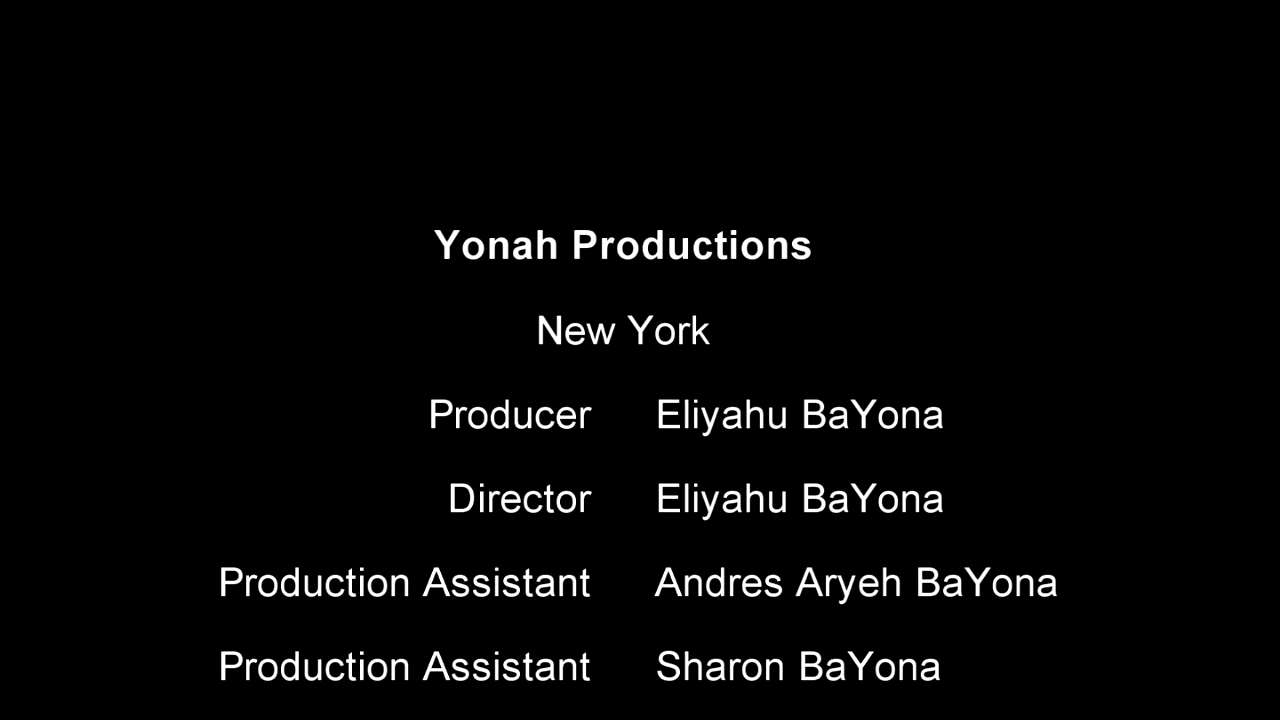 Yonah Productions
New York
Producer Eliyahu BaYona
Director Eliyahu BaYona
Production Assistant Andres Aryeh BaYona
Production Assistant Sharon BaYona